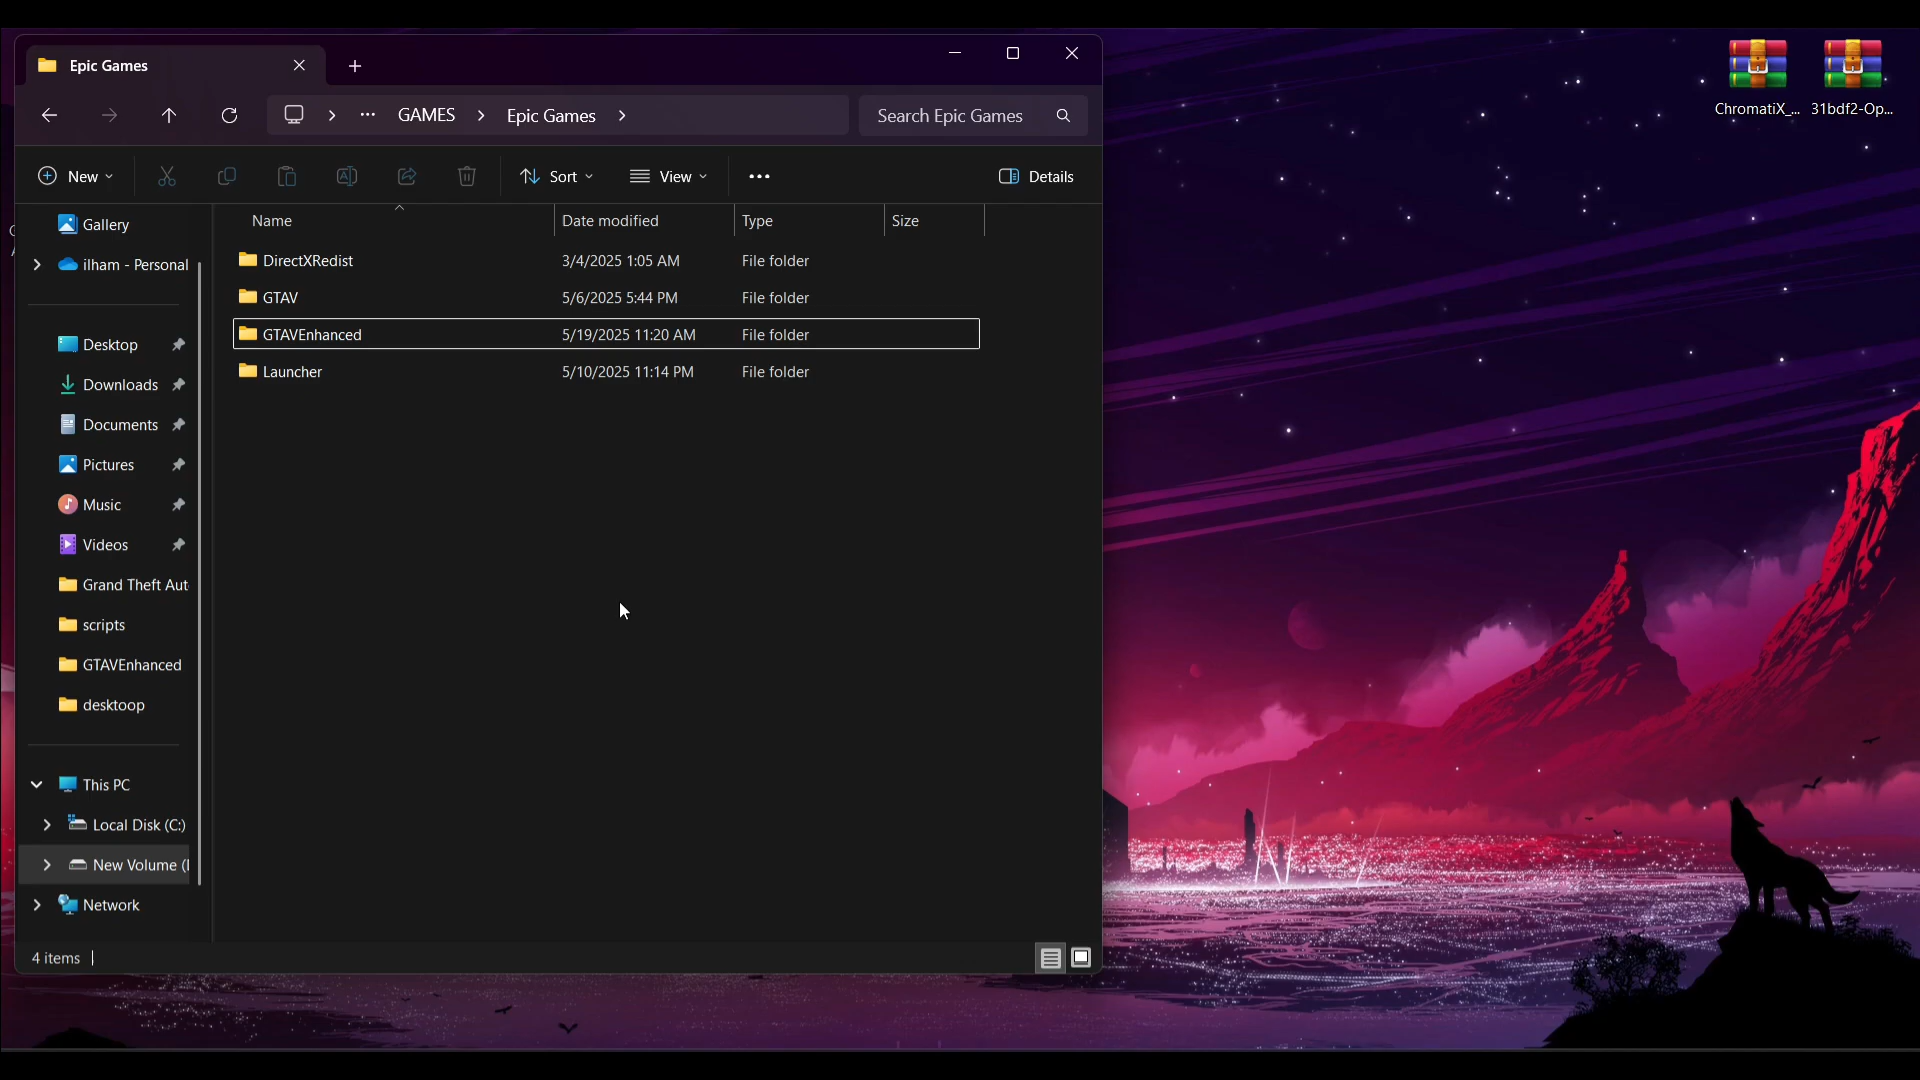 Epic Games
GAMES
Epic Games
Search Epic Games
New
Sort
View
Details
Name
Date modified
Type
Size
Gallery
ilham - Personal
Desktop
Downloads
Documents
Pictures
Music
Videos
Grand Theft Aut
scripts
GTAVEnhanced
desktoop
This PC
Local Disk (C:)
New Volume (
Network
DirectXRedist 3/4/2025 1:05 AM File folder
GTAV 5/6/2025 5:44 PM File folder
GTAVEnhanced 5/19/2025 11:20 AM File folder
Launcher 5/10/2025 11:14 PM File folder
4 items
ChromatiX_...
31bdf2-Op...